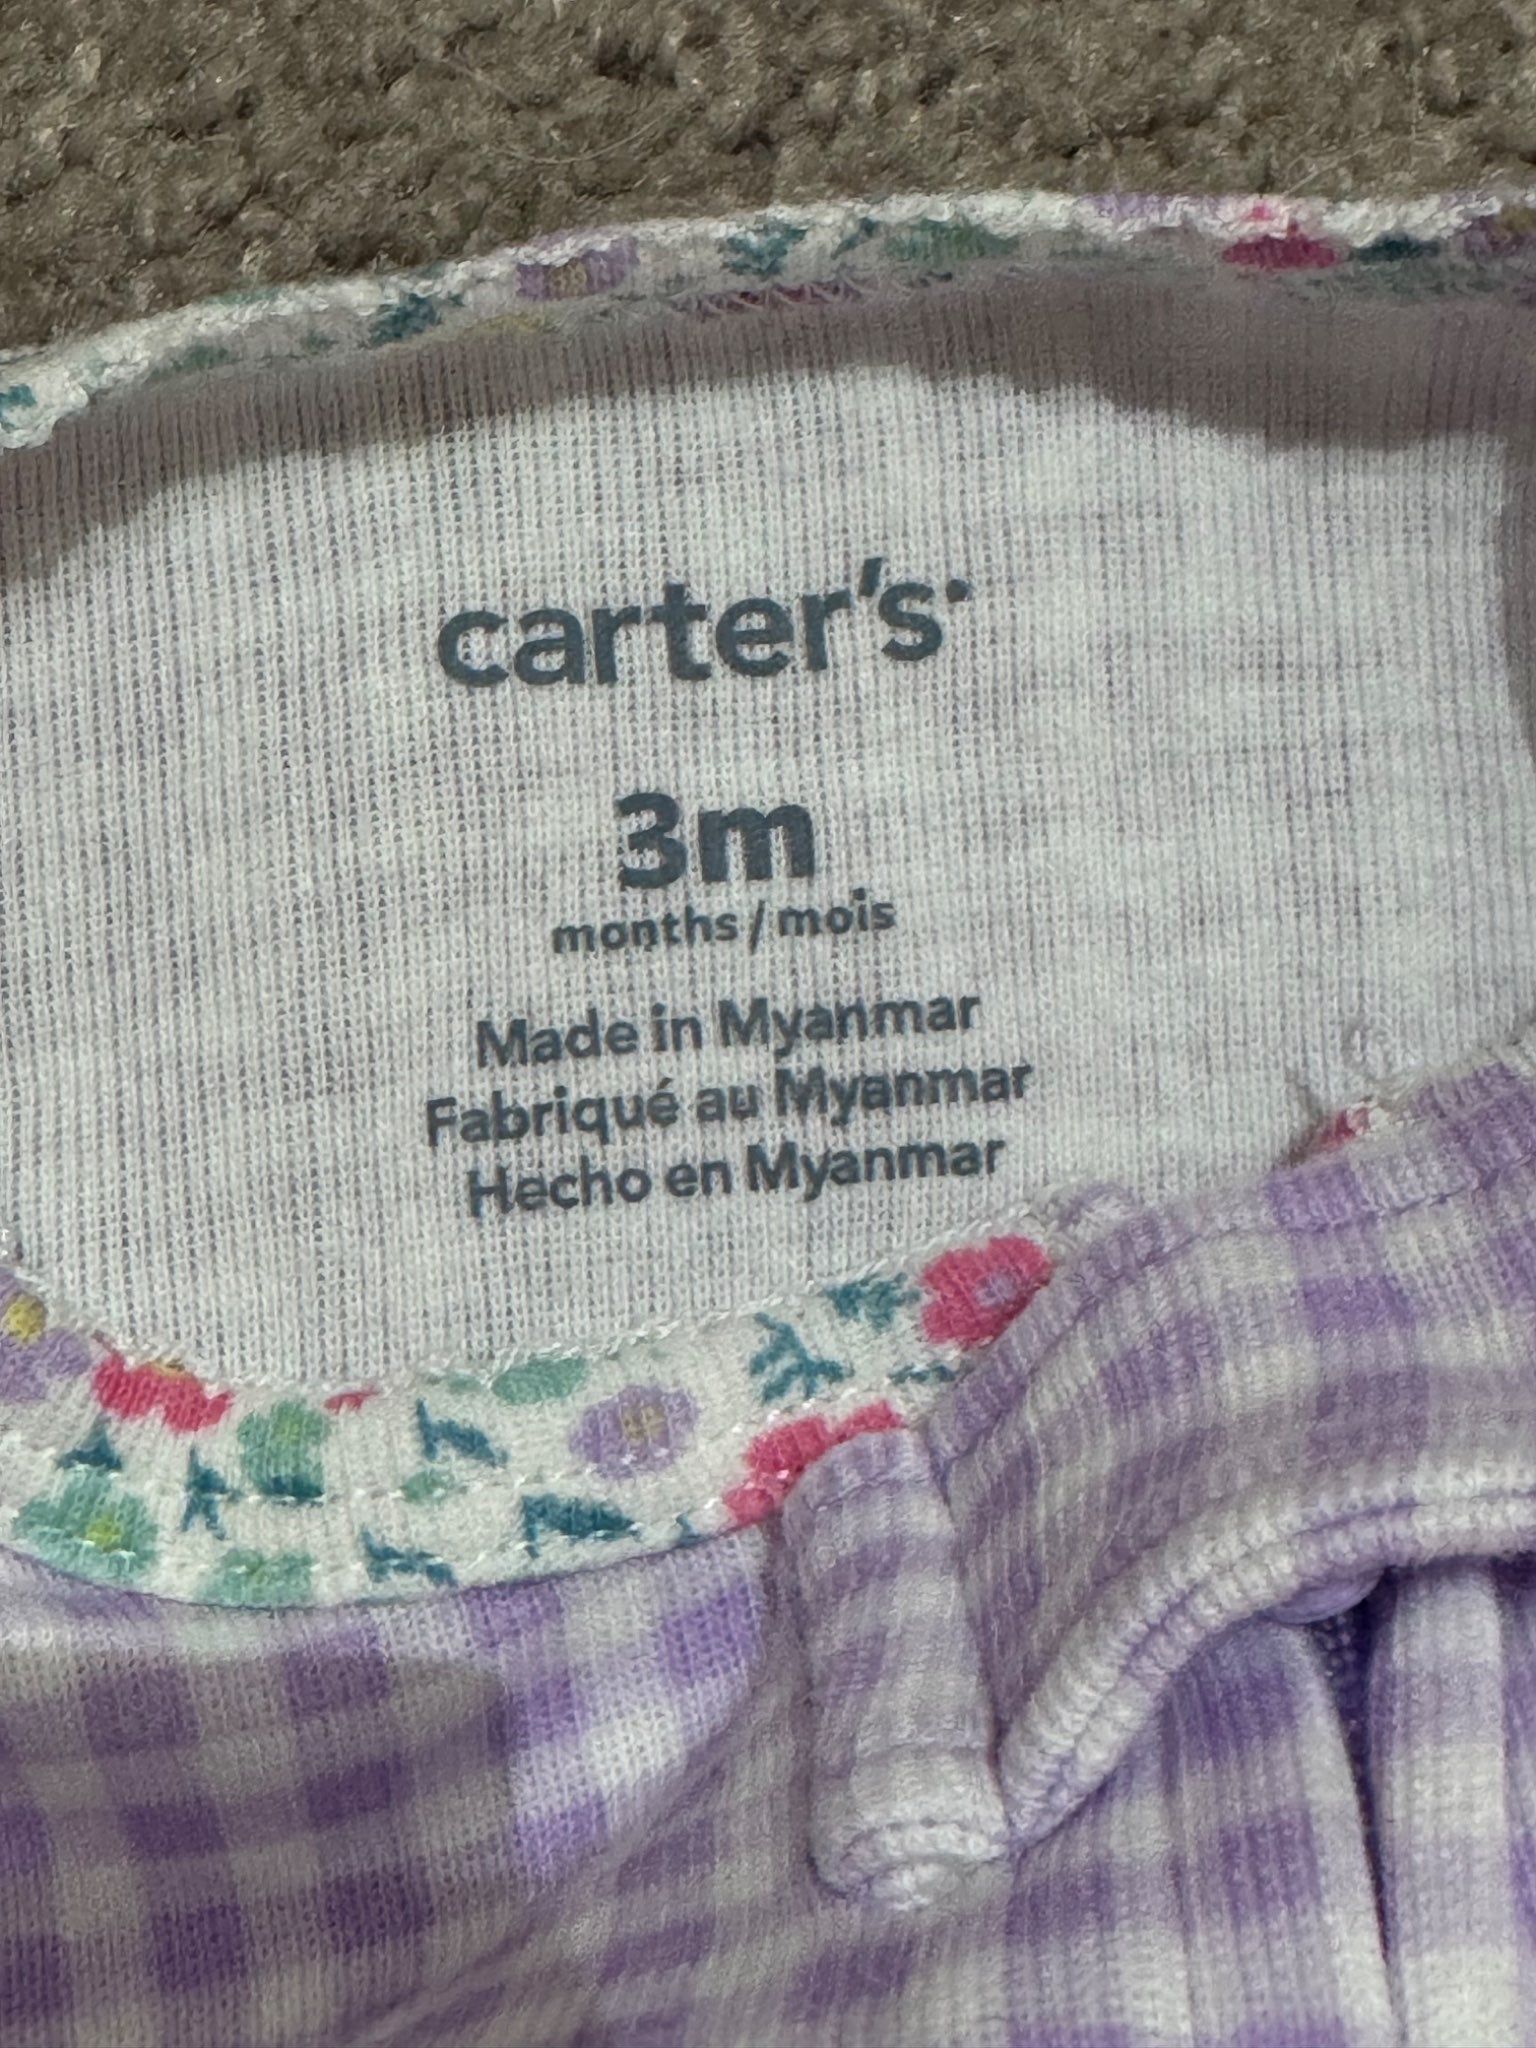 carter's
3m
months / mois
Made in Myanmar
Fabriqué au Myanmar
Hecho en Myanmar